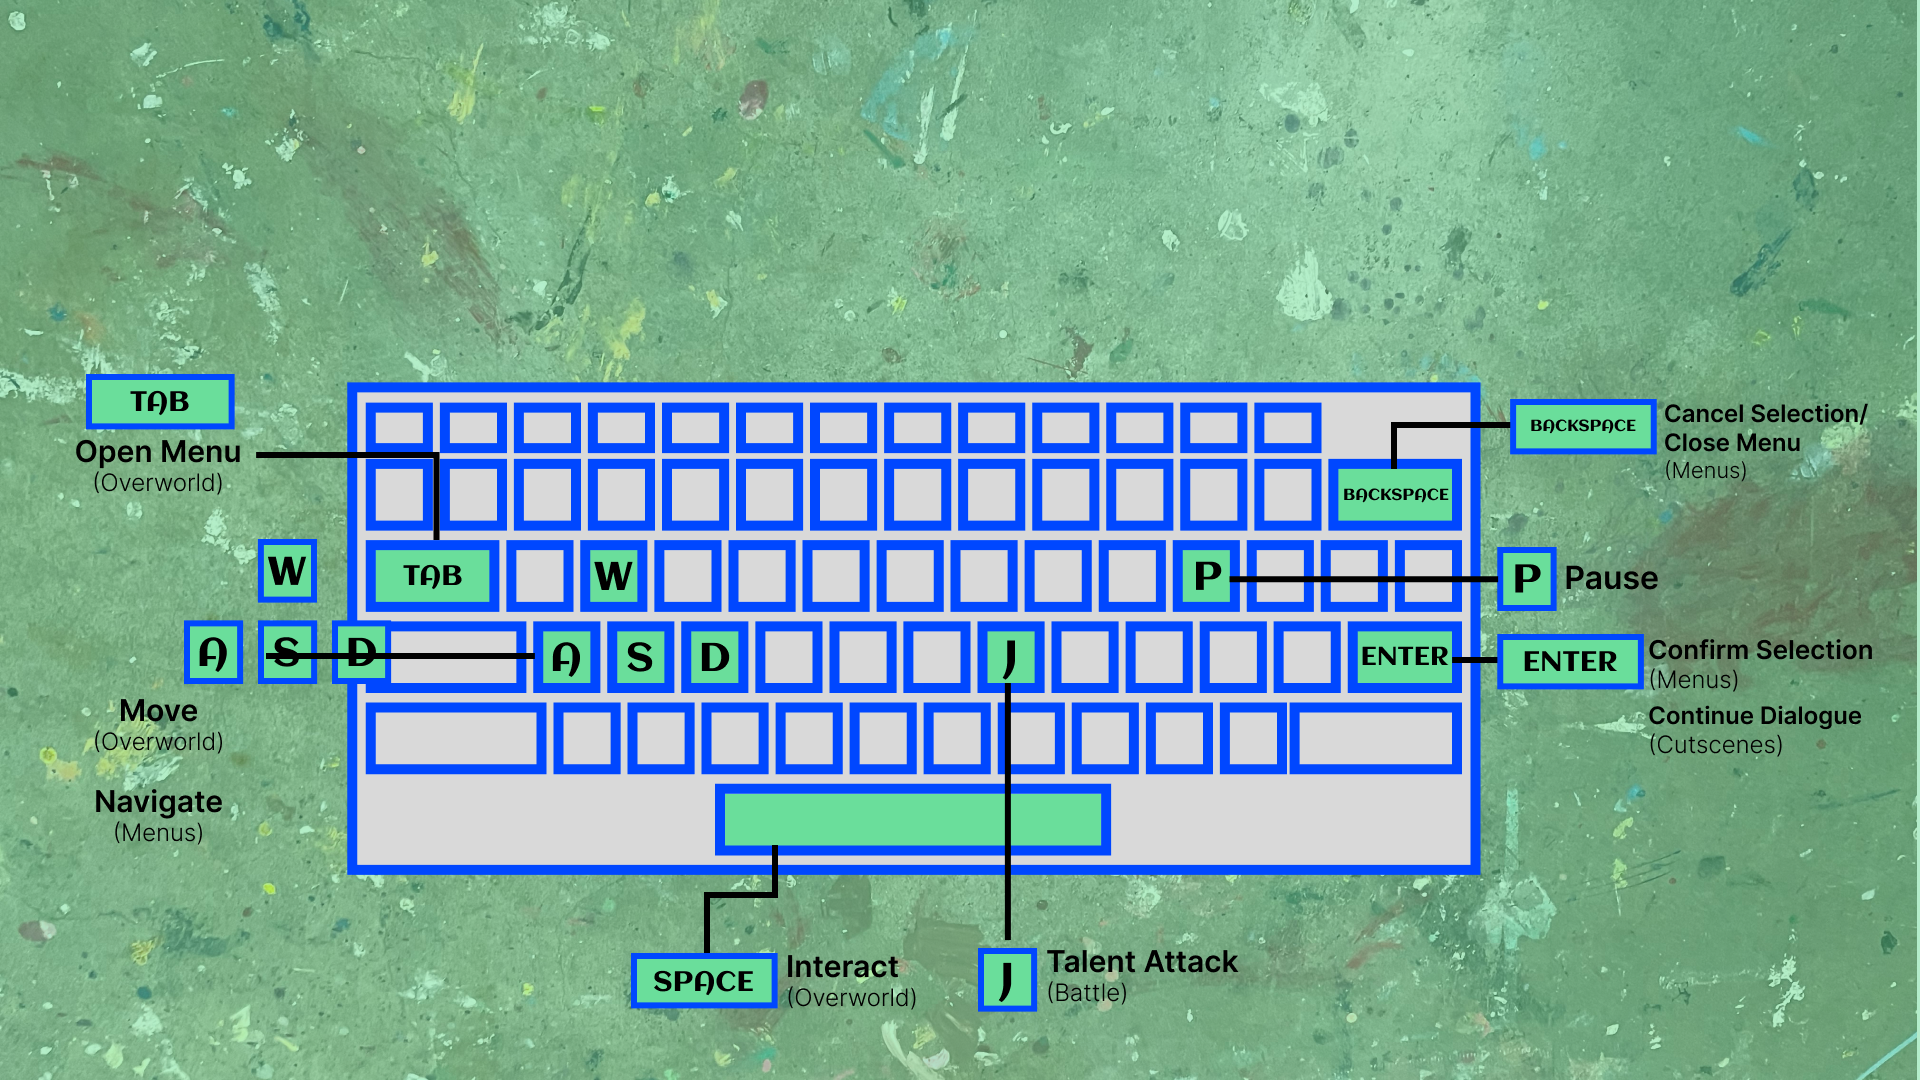 TAB
Open Menu
(Overworld)
W
A S D
Move
(Overworld)
Navigate
(Menus)
BACKSPACE
TAB W P
A S D J ENTER
BACKSPACE
Cancel Selection/
Close Menu
(Menus)
P Pause
ENTER
Confirm Selection
(Menus)
Continue Dialogue
(Cutscenes)
SPACE
Interact
(Overworld)
J
Talent Attack
(Battle)